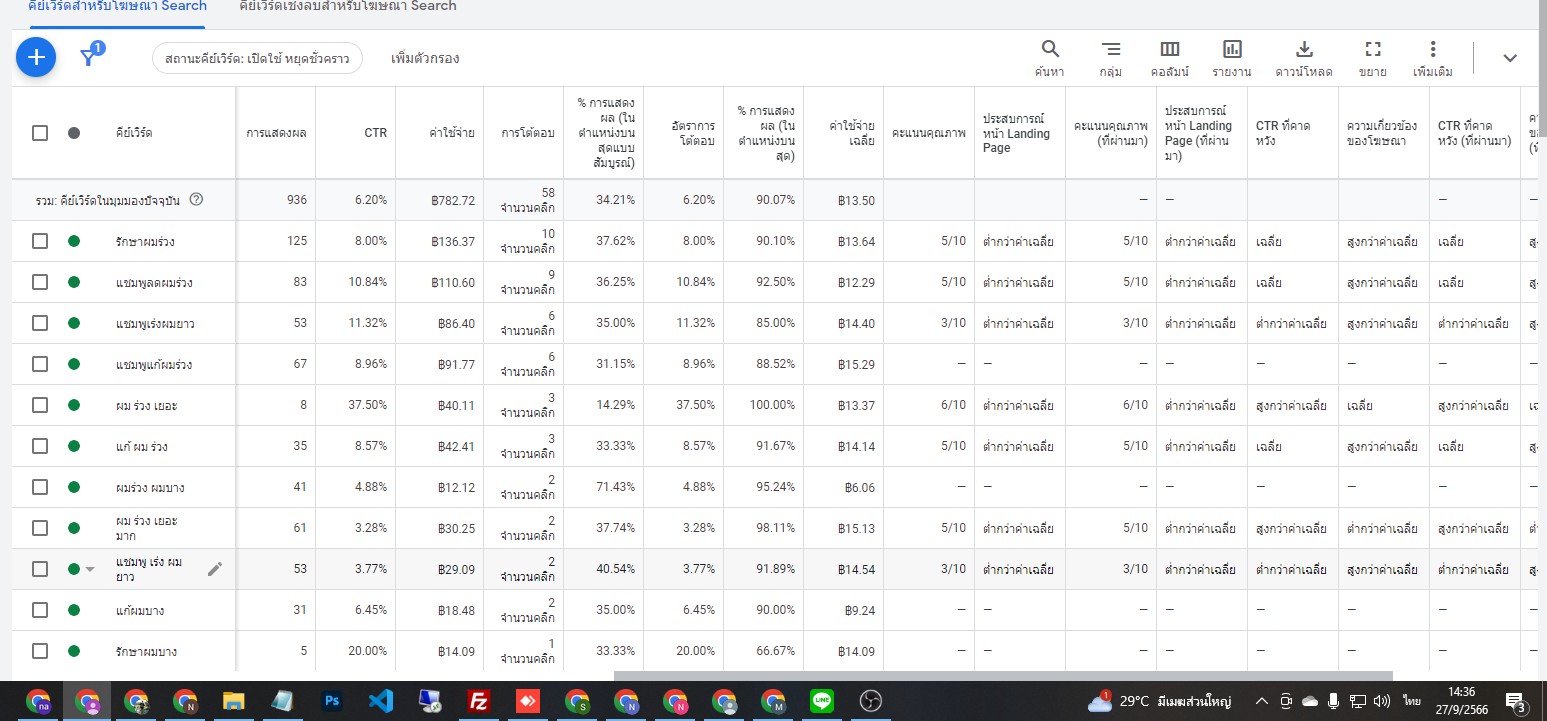 คีย์เวิร์ดสำหรับโฆษณา Search คีย์เวิร์ดเชิงลบสำหรับโฆษณา Search
1
สถานะคีย์เวิร์ด: เปิดใช้ หยุดชั่วคราว เพิ่มตัวกรอง ค้นหา กลุ่ม คอลัมน์ รายงาน ดาวน์โหลด ขยาย เพิ่มเติม
คีย์เวิร์ด การแสดงผล CTR ค่าใช้จ่าย การโต้ตอบ % การแสดงผล (ในตำแหน่งบนสุดแบบสัมบูรณ์) อัตราการโต้ตอบ % การแสดงผล (ในตำแหน่งบนสุด) ค่าใช้จ่ายเฉลี่ย คะแนนคุณภาพ ประสบการณ์หน้า Landing Page คะแนนคุณภาพ (ที่ผ่านมา) ประสบการณ์หน้า Landing Page (ที่ผ่านมา) CTR ที่คาดหวัง ความเกี่ยวข้องของโฆษณา CTR ที่คาดหวัง (ที่ผ่านมา)
รวม: คีย์เวิร์ดในมุมมองปัจจุบัน 936 6.20% ฿782.72 58 จำนวนคลิก 34.21% 6.20% 90.07% ฿13.50 — — — —
รักษาผมร่วง 125 8.00% ฿136.37 10 จำนวนคลิก 37.62% 8.00% 90.10% ฿13.64 5/10 ต่ำกว่าค่าเฉลี่ย 5/10 ต่ำกว่าค่าเฉลี่ย เฉลี่ย สูงกว่าค่าเฉลี่ย เฉลี่ย
แชมพูลดผมร่วง 83 10.84% ฿110.60 9 จำนวนคลิก 36.25% 10.84% 92.50% ฿12.29 5/10 ต่ำกว่าค่าเฉลี่ย 5/10 ต่ำกว่าค่าเฉลี่ย เฉลี่ย สูงกว่าค่าเฉลี่ย เฉลี่ย
แชมพูเร่งผมยาว 53 11.32% ฿86.40 6 จำนวนคลิก 35.00% 11.32% 85.00% ฿14.40 3/10 ต่ำกว่าค่าเฉลี่ย 3/10 ต่ำกว่าค่าเฉลี่ย ต่ำกว่าค่าเฉลี่ย สูงกว่าค่าเฉลี่ย ต่ำกว่าค่าเฉลี่ย
แชมพูแก้ผมร่วง 67 8.96% ฿91.77 6 จำนวนคลิก 31.15% 8.96% 88.52% ฿15.29 — — — — — — — —
ผม ร่วง เยอะ 8 37.50% ฿40.11 3 จำนวนคลิก 14.29% 37.50% 100.00% ฿13.37 6/10 ต่ำกว่าค่าเฉลี่ย 6/10 ต่ำกว่าค่าเฉลี่ย สูงกว่าค่าเฉลี่ย เฉลี่ย สูงกว่าค่าเฉลี่ย
แก้ ผม ร่วง 35 8.57% ฿42.41 3 จำนวนคลิก 33.33% 8.57% 91.67% ฿14.14 5/10 ต่ำกว่าค่าเฉลี่ย 5/10 ต่ำกว่าค่าเฉลี่ย เฉลี่ย สูงกว่าค่าเฉลี่ย เฉลี่ย
ผมร่วง ผมบาง 41 4.88% ฿12.12 2 จำนวนคลิก 71.43% 4.88% 95.24% ฿6.06 — — — — — — — —
ผม ร่วง เยอะ มาก 61 3.28% ฿30.25 2 จำนวนคลิก 37.74% 3.28% 98.11% ฿15.13 5/10 ต่ำกว่าค่าเฉลี่ย 5/10 ต่ำกว่าค่าเฉลี่ย สูงกว่าค่าเฉลี่ย ต่ำกว่าค่าเฉลี่ย สูงกว่าค่าเฉลี่ย
แชมพู เร่ง ผม ยาว 53 3.77% ฿29.09 2 จำนวนคลิก 40.54% 3.77% 91.89% ฿14.54 3/10 ต่ำกว่าค่าเฉลี่ย 3/10 ต่ำกว่าค่าเฉลี่ย ต่ำกว่าค่าเฉลี่ย สูงกว่าค่าเฉลี่ย ต่ำกว่าค่าเฉลี่ย
แก้ผมบาง 31 6.45% ฿18.48 2 จำนวนคลิก 35.00% 6.45% 90.00% ฿9.24 — — — — — — — —
รักษาผมบาง 5 20.00% ฿14.09 1 จำนวนคลิก 33.33% 20.00% 66.67% ฿14.09 — — — — — — — —
29°C มีเมฆส่วนใหญ่ ไทย 14:36
27/9/2566 3